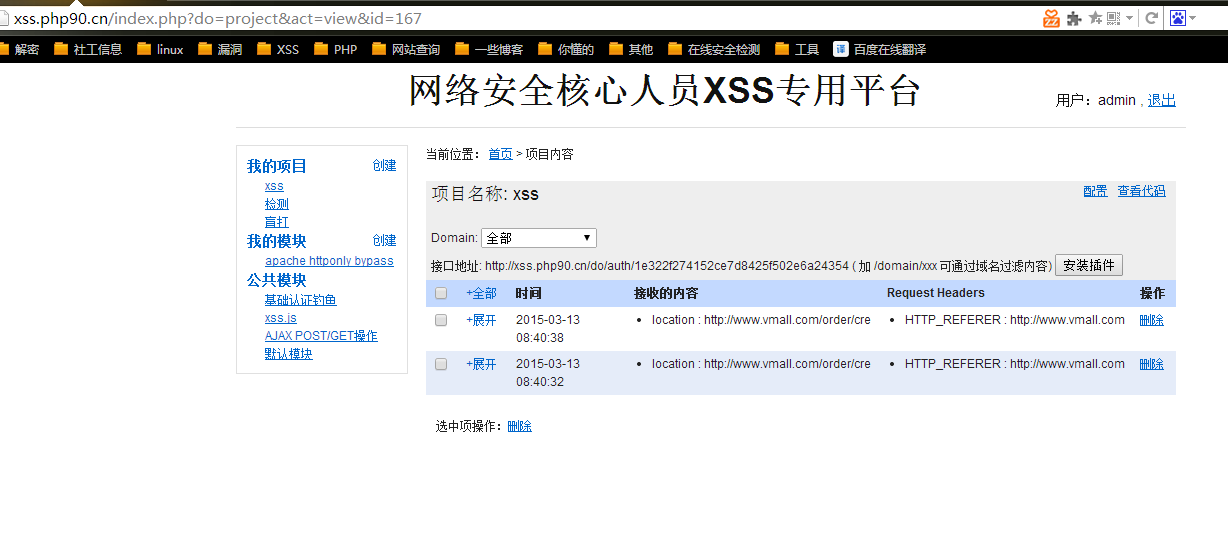 xss.php90.cn/index.php?do=project&act=view&id=167
解密 社工信息 linux 漏洞 XSS PHP 网站查询 一些博客 你懂的 其他 在线安全检测 工具 译 百度在线翻译
网络安全核心人员XSS专用平台
用户：admin , 退出
我的项目 创建
xss
检测
盲打
我的模块 创建
apache httponly bypass
公共模块
基础认证钓鱼
xss.js
AJAX POST/GET操作
默认模块
当前位置： 首页 > 项目内容
项目名称: xss 配置 查看代码
Domain: 全部
接口地址: http://xss.php90.cn/do/auth/1e322f274152ce7d8425f502e6a24354 ( 加 /domain/xxx 可通过域名过滤内容) 安装插件
+全部 时间 接收的内容 Request Headers 操作
+展开 2015-03-13 location : http://www.vmall.com/order/cre HTTP_REFERER : http://www.vmall.com 删除
08:40:38
+展开 2015-03-13 location : http://www.vmall.com/order/cre HTTP_REFERER : http://www.vmall.com 删除
08:40:32
选中项操作：删除